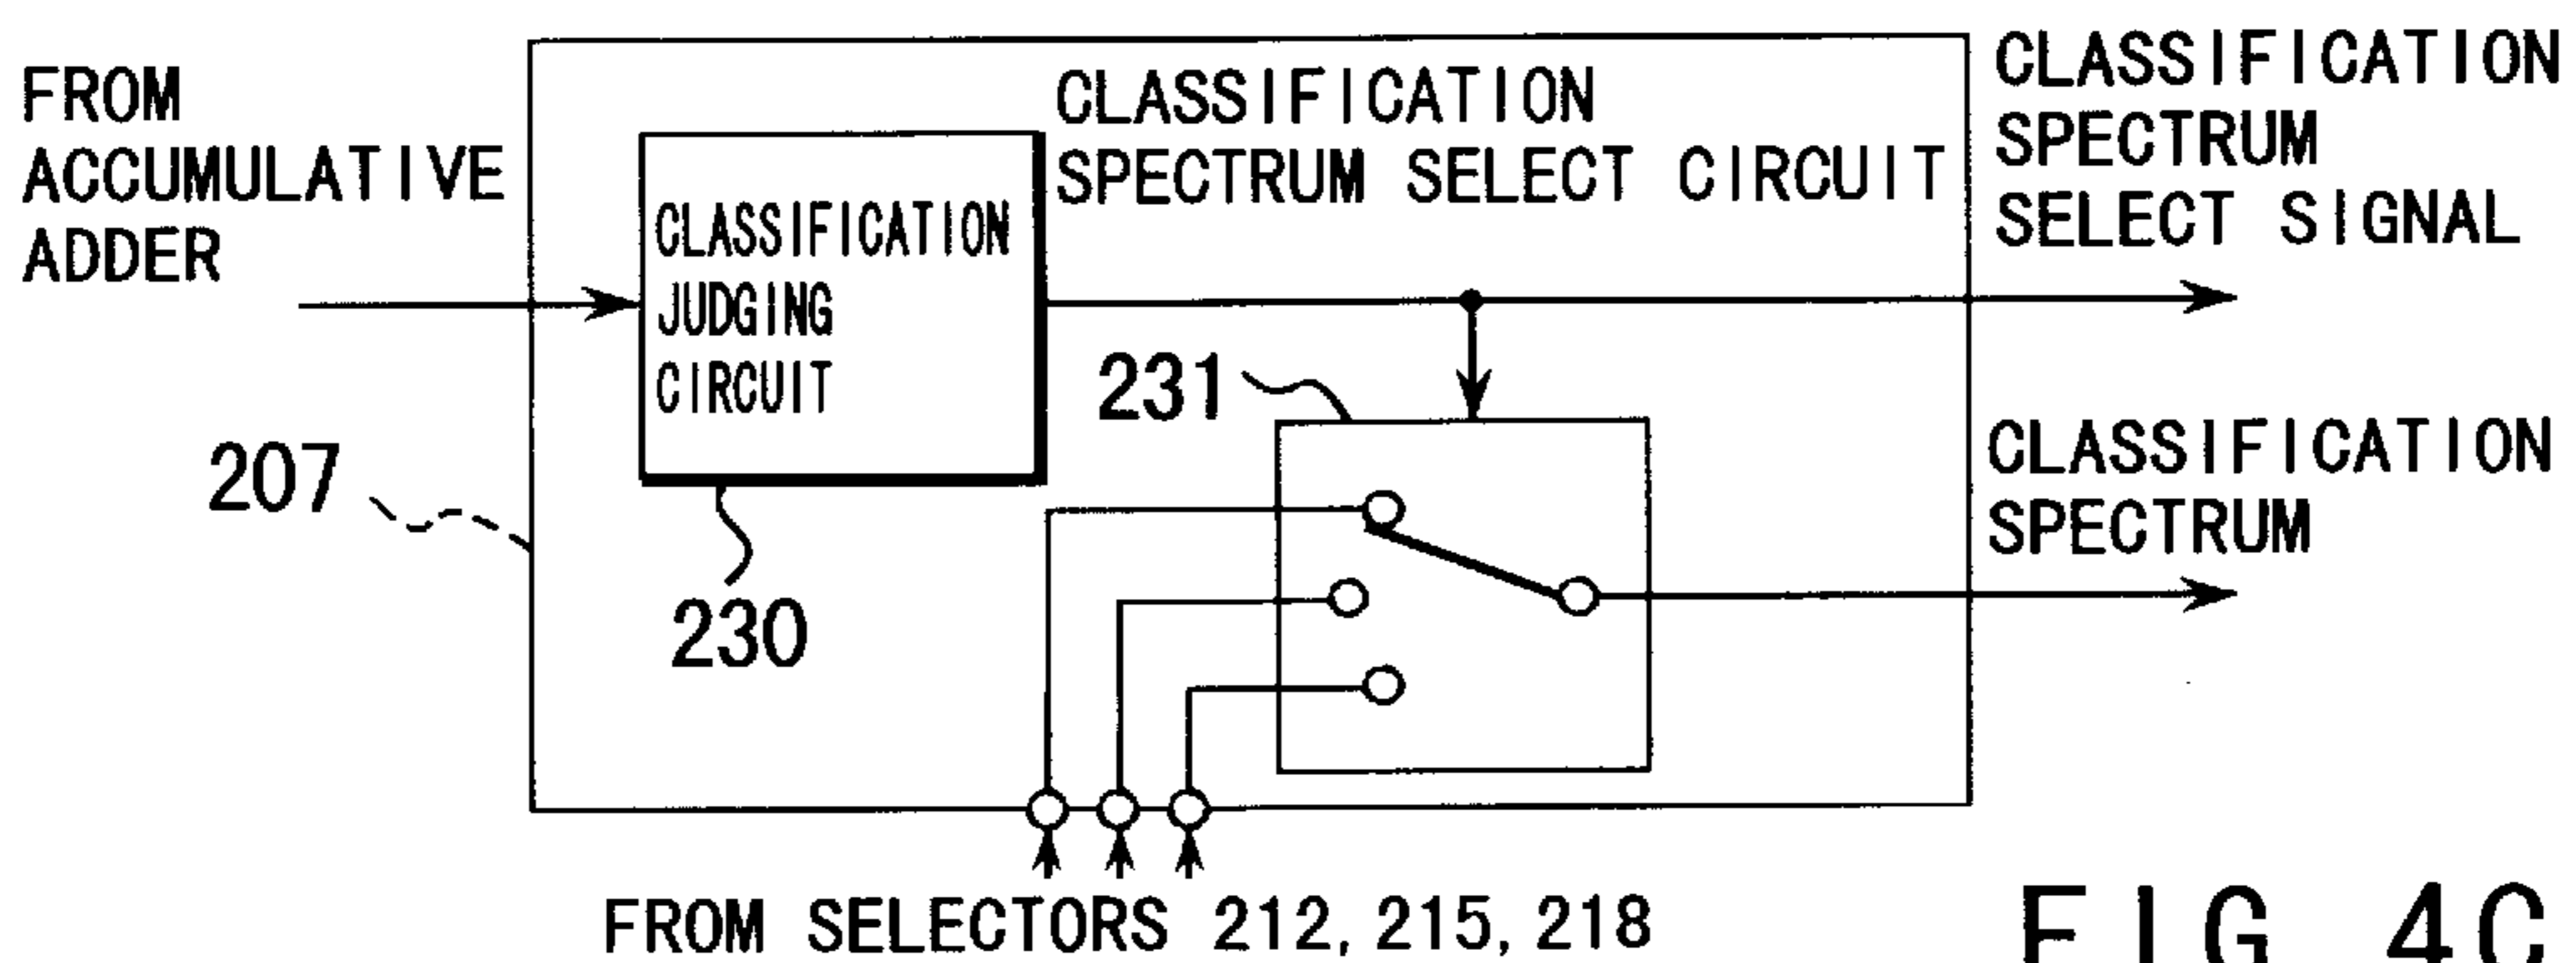 FROM
ACCUMULATIVE
ADDER
CLASSIFICATION
JUDGING
CIRCUIT
CLASSIFICATION
SPECTRUM SELECT CIRCUIT
CLASSIFICATION
SPECTRUM
SELECT SIGNAL
231
207
230
CLASSIFICATION
SPECTRUM
FROM SELECTORS 212, 215, 218
FIG 4C